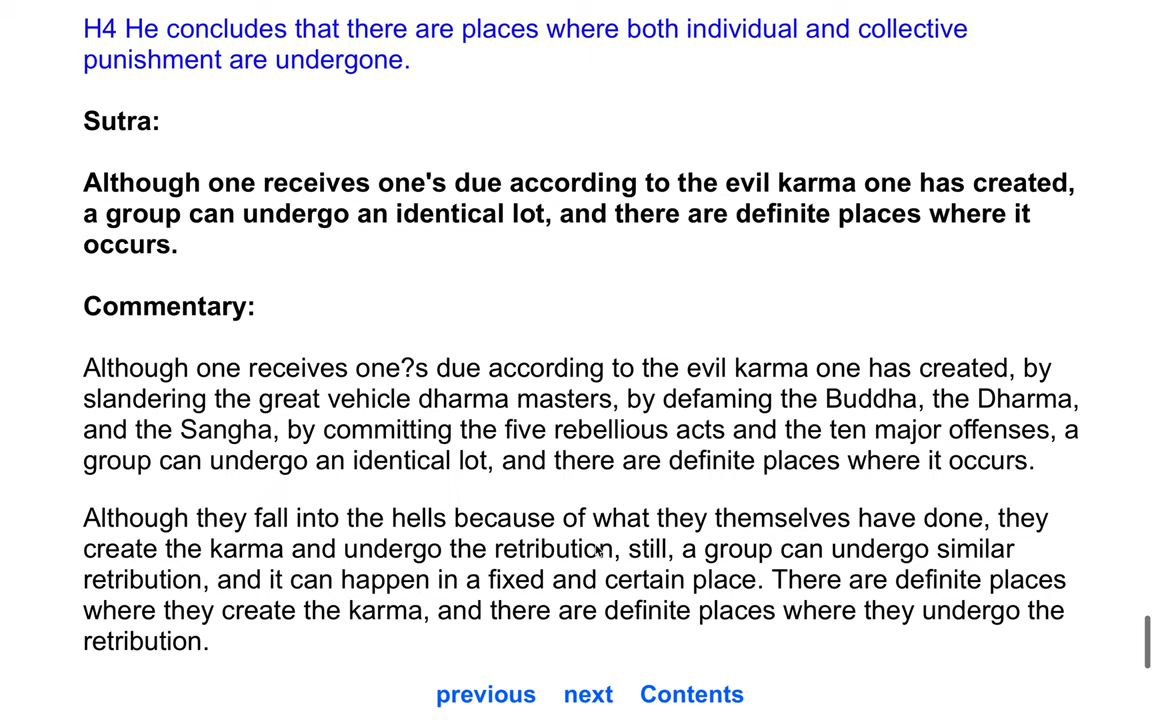 H4 He concludes that there are places where both individual and collective
punishment are undergone.
Sutra:
Although one receives one's due according to the evil karma one has created,
a group can undergo an identical lot, and there are definite places where it
occurs.
Commentary:
Although one receives one?s due according to the evil karma one has created, by
slandering the great vehicle dharma masters, by defaming the Buddha, the Dharma,
and the Sangha, by committing the five rebellious acts and the ten major offenses, a
group can undergo an identical lot, and there are definite places where it occurs.
Although they fall into the hells because of what they themselves have done, they
create the karma and undergo the retribution, still, a group can undergo similar
retribution, and it can happen in a fixed and certain place. There are definite places
where they create the karma, and there are definite places where they undergo the
retribution.
previous next Contents